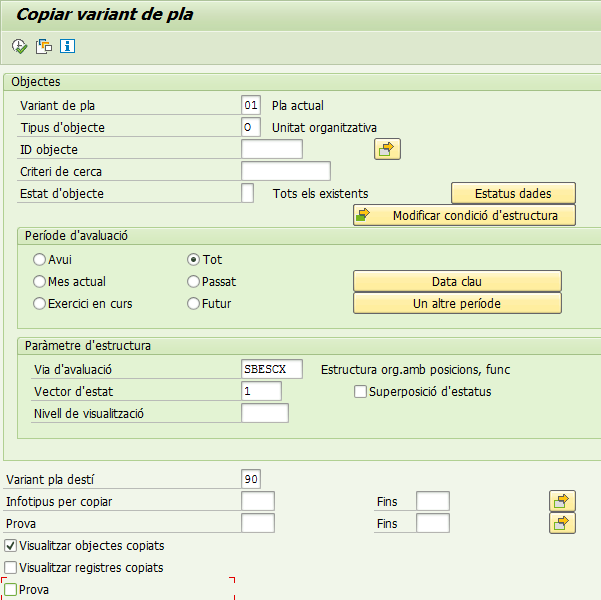 Copiar variant de pla
Objectes
Variant de pla 01 Pla actual
Tipus d'objecte O Unitat organitzativa
ID objecte
Criteri de cerca
Estat d'objecte Tots els existents Estatus dades
Modificar condició d'estructura
Període d'avaluació
Avui Tot
Mes actual Passat Data clau
Exercici en curs Futur Un altre període
Paràmetre d'estructura
Via d'avaluació SBESCX Estructura org.amb posicions, func
Vector d'estat 1 Superposició d'estatus
Nivell de visualització
Variant pla destí 90
Infotipus per copiar Fins
Prova Fins
Visualitzar objectes copiats
Visualitzar registres copiats
Prova